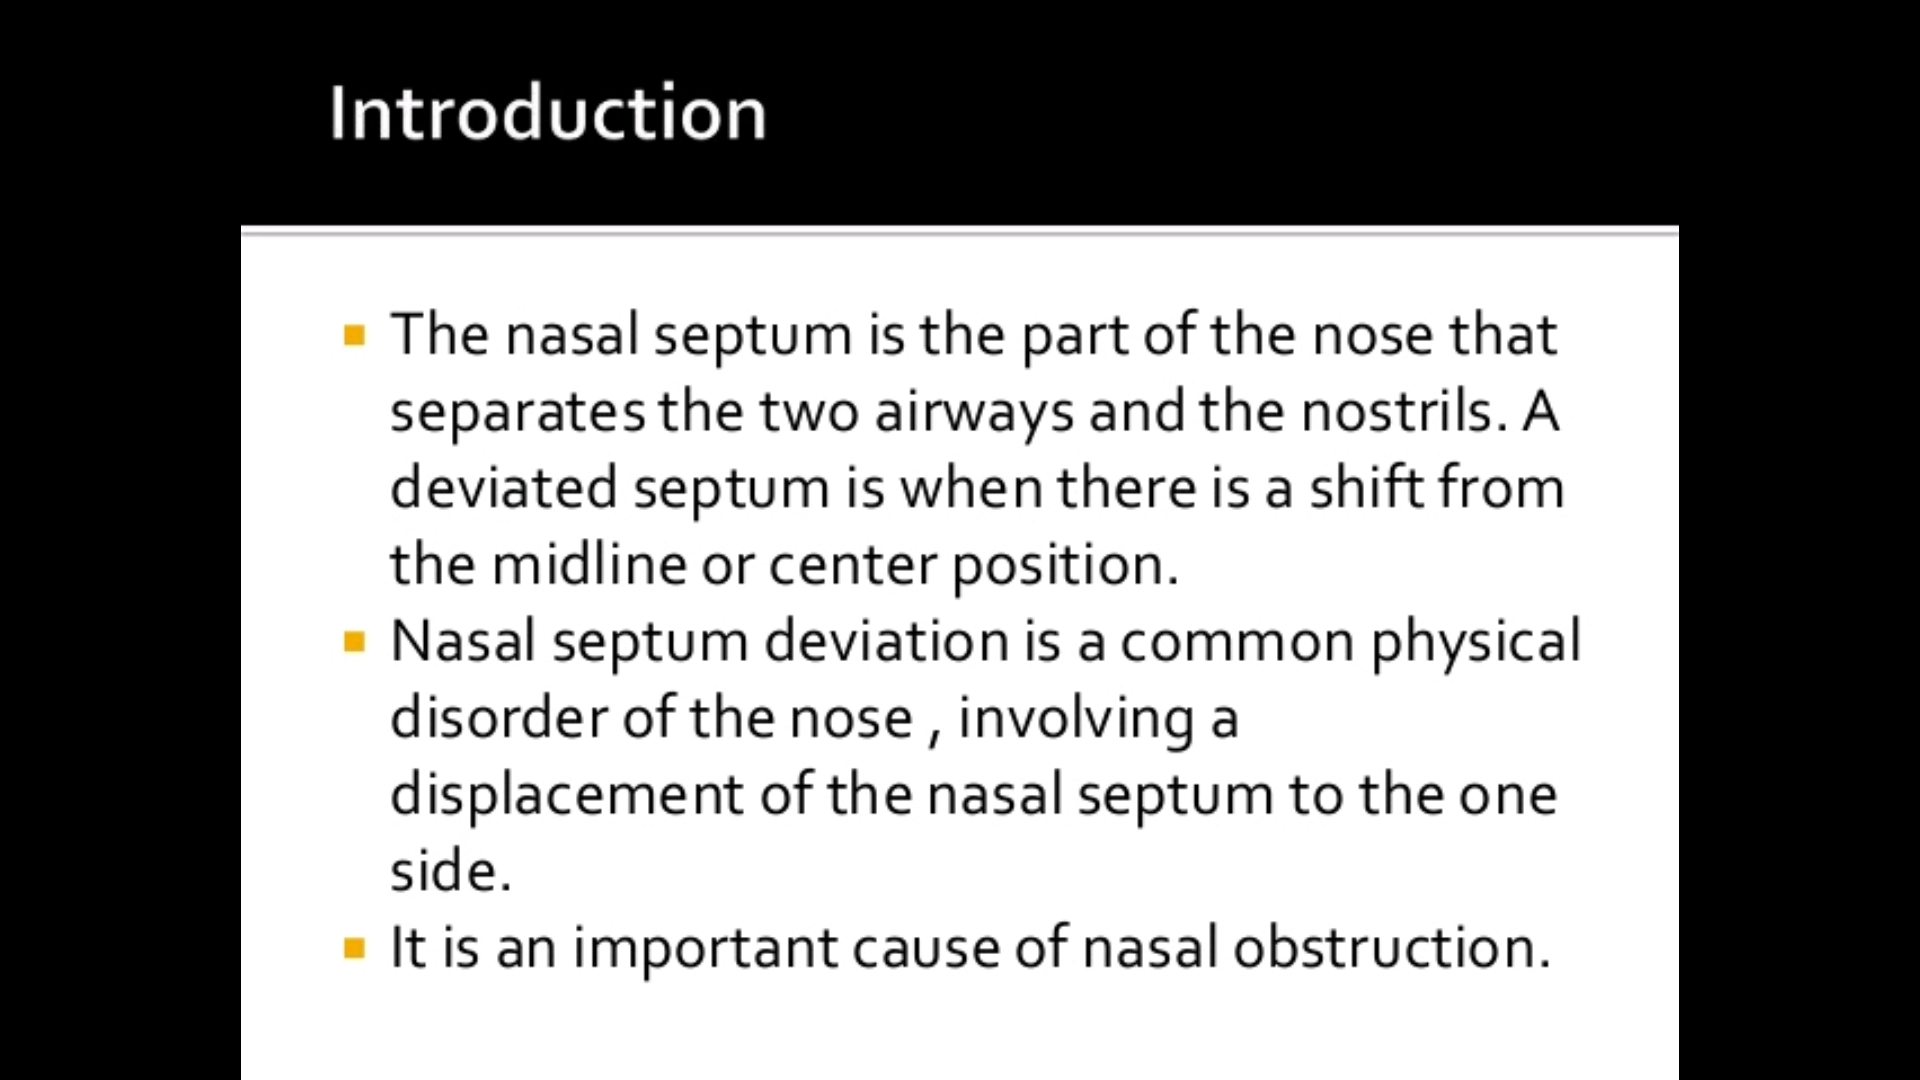 Introduction
The nasal septum is the part of the nose that
separates the two airways and the nostrils. A
deviated septum is when there is a shift from
the midline or center position.
Nasal septum deviation is a common physical
disorder of the nose , involving a
displacement of the nasal septum to the one
side.
It is an important cause of nasal obstruction.